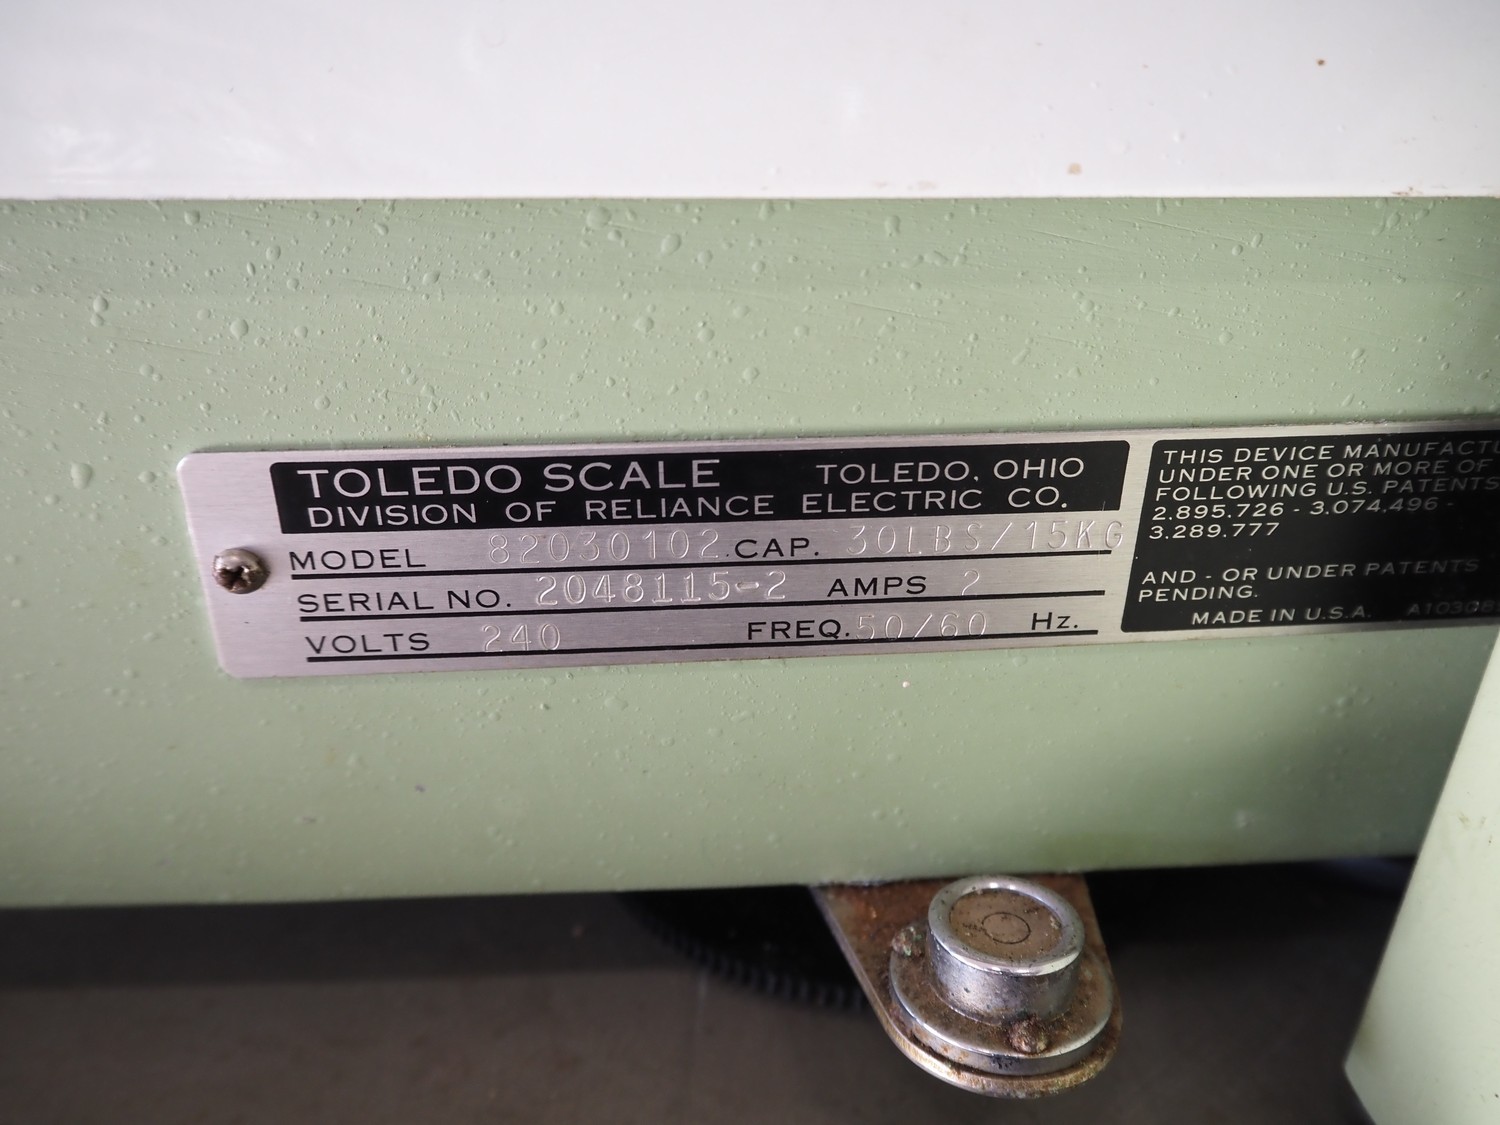 TOLEDO SCALE TOLEDO, OHIO
DIVISION OF RELIANCE ELECTRIC CO.
MODEL 82030102 CAP. 30LBS/15KG
SERIAL NO. 2048115-2 AMPS 2
VOLTS 240 FREQ. 50/60 Hz.
THIS DEVICE MANUFACTU
UNDER ONE OR MORE OF
FOLLOWING U.S. PATENTS
2.895.726 - 3.074,496 -
3.289.777
AND - OR UNDER PATENTS
PENDING.
MADE IN U.S.A.